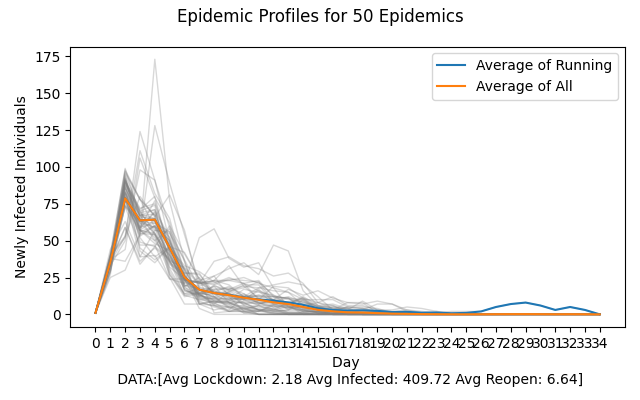 Epidemic Profiles for 50 Epidemics
175
150
125
100
75
50
25
0
Newly Infected Individuals
Average of Running
Average of All
0 1 2 3 4 5 6 7 8 9 10 11 12 13 14 15 16 17 18 19 20 21 22 23 24 25 26 27 28 29 30 31 32 33 34
Day
DATA:[Avg Lockdown: 2.18 Avg Infected: 409.72 Avg Reopen: 6.64]